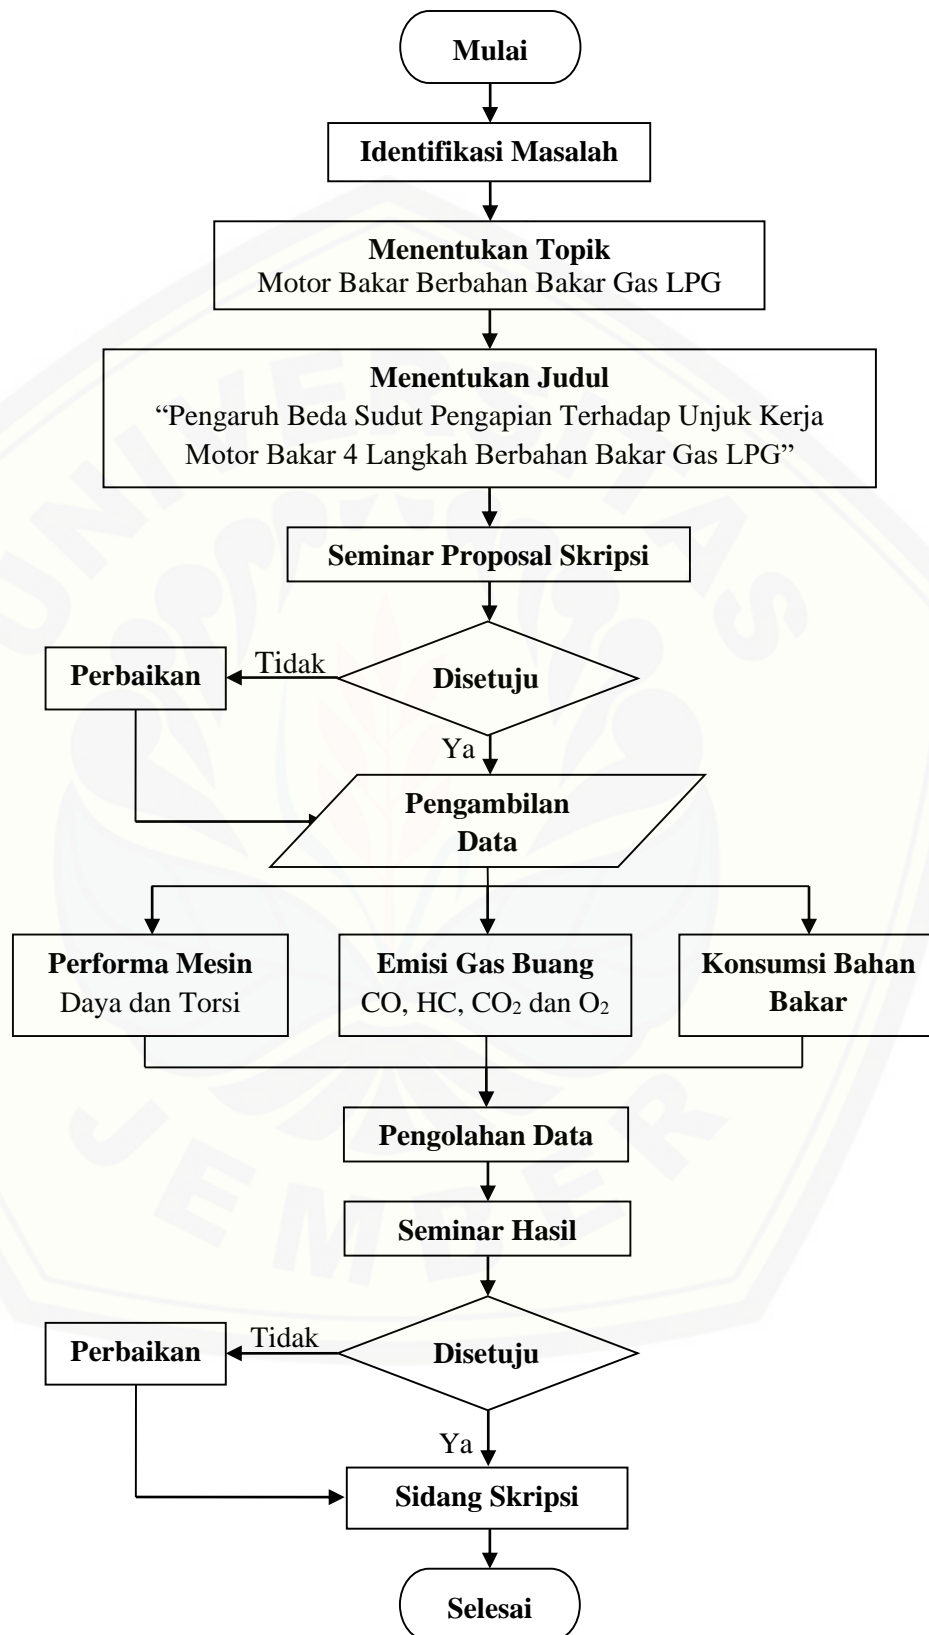 Mulai
Identifikasi Masalah
Menentukan Topik
Motor Bakar Berbahan Bakar Gas LPG
Menentukan Judul
“Pengaruh Beda Sudut Pengapian Terhadap Unjuk Kerja
Motor Bakar 4 Langkah Berbahan Bakar Gas LPG”
Seminar Proposal Skripsi
Perbaikan
Tidak
Disetuju
Ya
Pengambilan
Data
Performa Mesin
Daya dan Torsi
Emisi Gas Buang
CO, HC, CO₂ dan O₂
Konsumsi Bahan
Bakar
Pengolahan Data
Seminar Hasil
Perbaikan
Tidak
Disetuju
Ya
Sidang Skripsi
Selesai
UNIVERSITAS
JEMBER